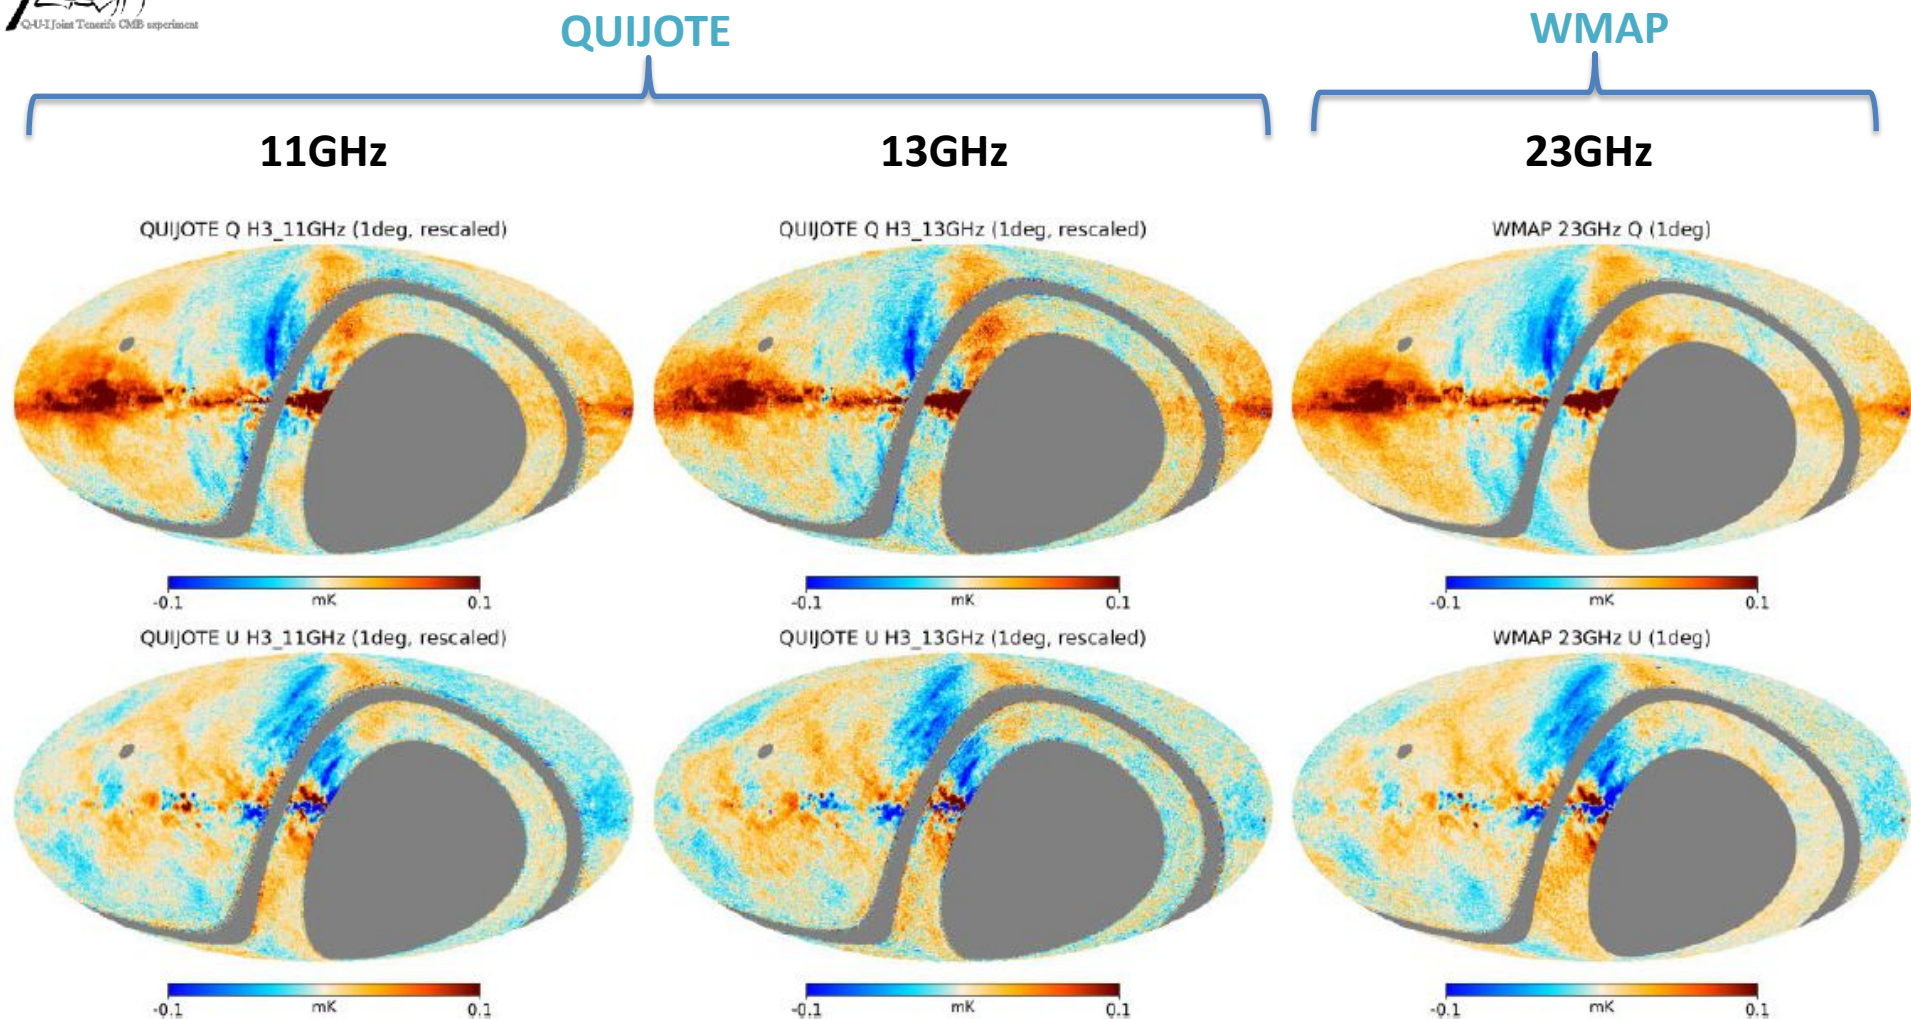 Q-U-I Joint Tenerife CMB experiment
QUIJOTE
WMAP
11GHz
13GHz
23GHz
QUIJOTE Q H3_11GHz (1deg, rescaled)
QUIJOTE Q H3_13GHz (1deg, rescaled)
WMAP 23GHz Q (1deg)
-0.1 mK 0.1
-0.1 mK 0.1
-0.1 mK 0.1
QUIJOTE U H3_11GHz (1deg, rescaled)
QUIJOTE U H3_13GHz (1deg, rescaled)
WMAP 23GHz U (1deg)
-0.1 mK 0.1
-0.1 mK 0.1
-0.1 mK 0.1